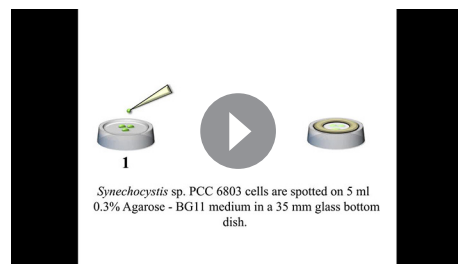 1
Synechocystis sp. PCC 6803 cells are spotted on 5 ml
0.3% Agarose - BG11 medium in a 35 mm glass bottom
dish.